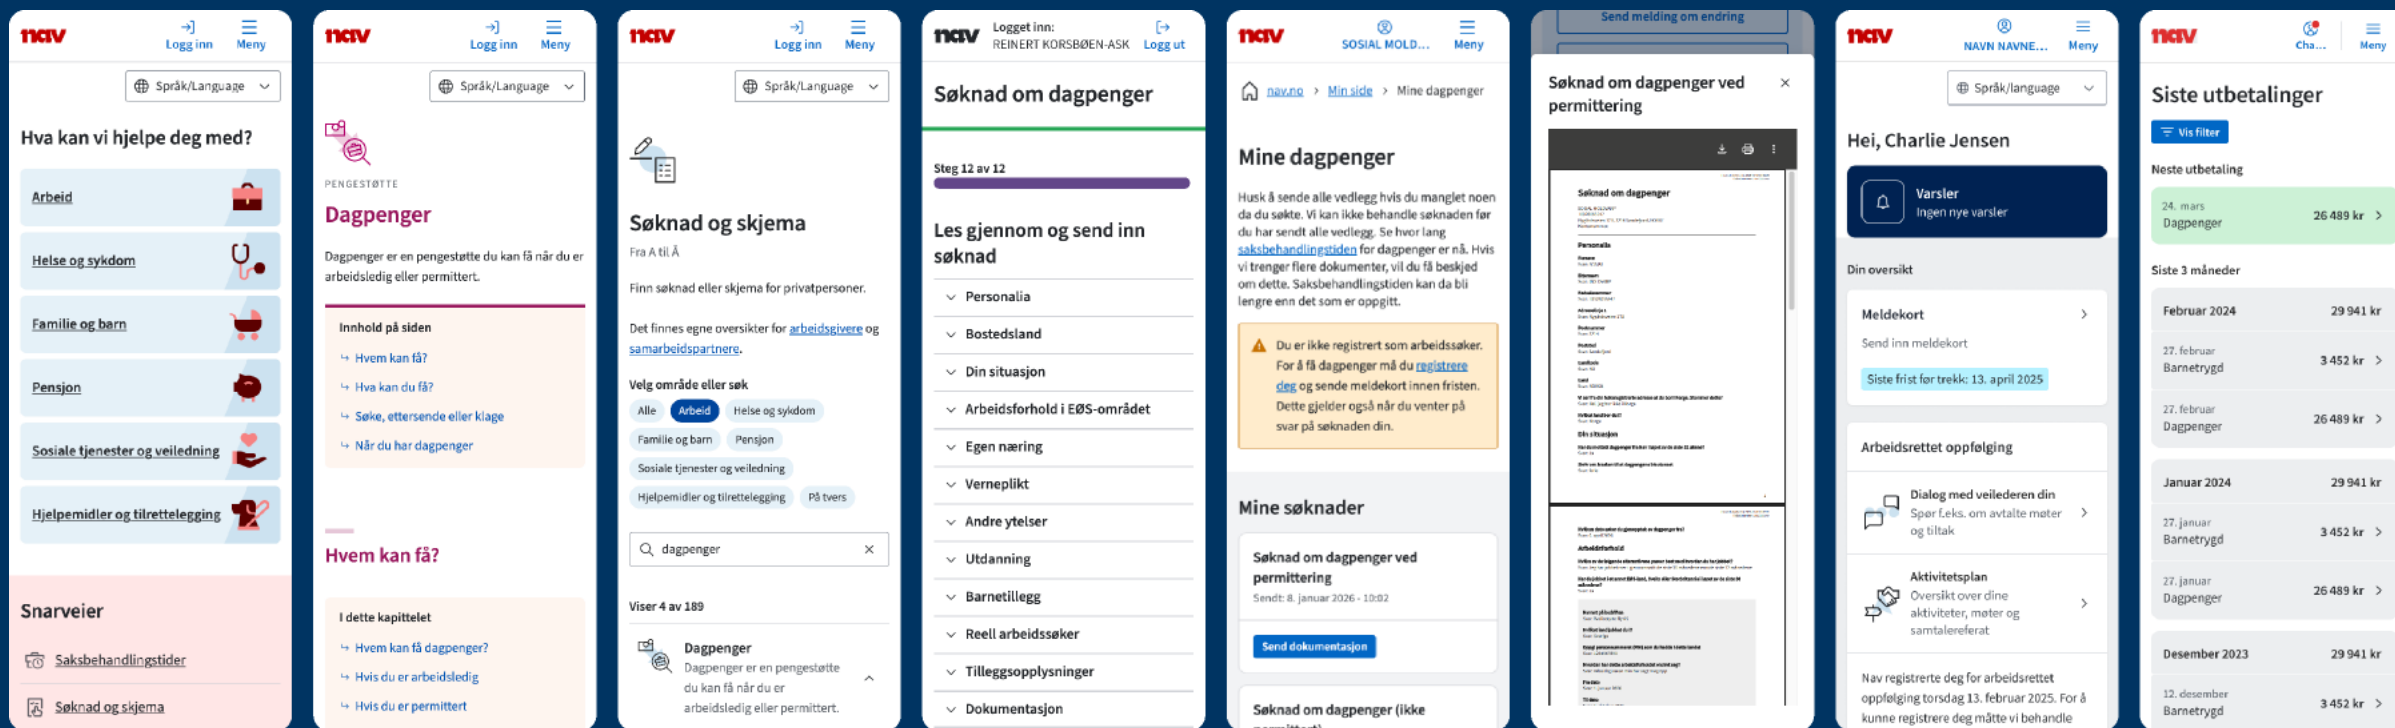 nav
Logg inn
Meny
Språk/Language
Hva kan vi hjelpe deg med?
Arbeid
Helse og sykdom
Familie og barn
Pensjon
Sosiale tjenester og veiledning
Hjelpemidler og tilrettelegging
Snarveier
Saksbehandlingstider
Søknad og skjema
nav
Logg inn
Meny
Språk/Language
PENGESTØTTE
Dagpenger
Dagpenger er en pengestøtte du kan få når du er
arbeidsledig eller permittert.
Innhold på siden
Hvem kan få?
Hva kan du få?
Søke, ettersende eller klage
Når du har dagpenger
Hvem kan få?
I dette kapittelet
Hvem kan få dagpenger?
Hvis du er arbeidsledig
Hvis du er permittert
nav
Logg inn
Meny
Språk/Language
Søknad og skjema
Fra A til Å
Finn søknad eller skjema for privatpersoner.
Det finnes egne oversikter for arbeidsgivere og
samarbeidspartnere.
Velg område eller søk
Alle
Arbeid
Helse og sykdom
Familie og barn
Pensjon
Sosiale tjenester og veiledning
Hjelpemidler og tilrettelegging
På tvers
dagpenger
Viser 4 av 189
Dagpenger
Dagpenger er en pengestøtte
du kan få når du er
arbeidsledig eller permittert.
nav
Logget inn:
REINERT KORSBØEN-ASK
Logg ut
Søknad om dagpenger
Steg 12 av 12
Les gjennom og send inn
søknad
Personalia
Bostedsland
Din situasjon
Arbeidsforhold i EØS-området
Egen næring
Verneplikt
Andre ytelser
Utdanning
Barnetillegg
Reell arbeidssøker
Tilleggsopplysninger
Dokumentasjon
nav
SOSIAL MOLD...
Meny
nav.no
Min side
Mine dagpenger
Mine dagpenger
Husk å sende alle vedlegg hvis du manglet noen
da du søkte. Vi kan ikke behandle søknaden før
du har sendt alle vedlegg. Se hvor lang
saksbehandlingstiden for dagpenger er nå. Hvis
vi trenger flere dokumenter, vil du få beskjed
om dette. Saksbehandlingstiden kan da bli
lengre enn det som er oppgitt.
Du er ikke registrert som arbeidssøker.
For å få dagpenger må du registrere
deg og sende meldekort innen fristen.
Dette gjelder også når du venter på
svar på søknaden din.
Mine søknader
Søknad om dagpenger ved
permittering
Sendt: 8. januar 2026 - 10:02
Send dokumentasjon
Søknad om dagpenger (ikke
Send melding om endring
Søknad om dagpenger ved
permittering
Søknad om dagpenger
Personalia
Din situasjon
Arbeidsforhold
nav
NAVN NAVNE...
Meny
Språk/language
Hei, Charlie Jensen
Varsler
Ingen nye varsler
Din oversikt
Meldekort
Send inn meldekort
Siste frist før trekk: 13. april 2025
Arbeidsrettet oppfølging
Dialog med veilederen din
Spør f.eks. om avtalte møter
og tiltak
Aktivitetsplan
Oversikt over dine
aktiviteter, møter og
samtalereferat
Nav registrerte deg for arbeidsrettet
oppfølging torsdag 13. februar 2025. For å
kunne registrere deg måtte vi behandle
nav
Cha...
Meny
Siste utbetalinger
Vis filter
Neste utbetaling
24. mars
Dagpenger
26 489 kr
Siste 3 måneder
Februar 2024
29 941 kr
27. februar
Barnetrygd
3 452 kr
27. februar
Dagpenger
26 489 kr
Januar 2024
29 941 kr
27. januar
Barnetrygd
3 452 kr
27. januar
Dagpenger
26 489 kr
Desember 2023
29 941 kr
12. desember
Barnetrygd
3 452 kr